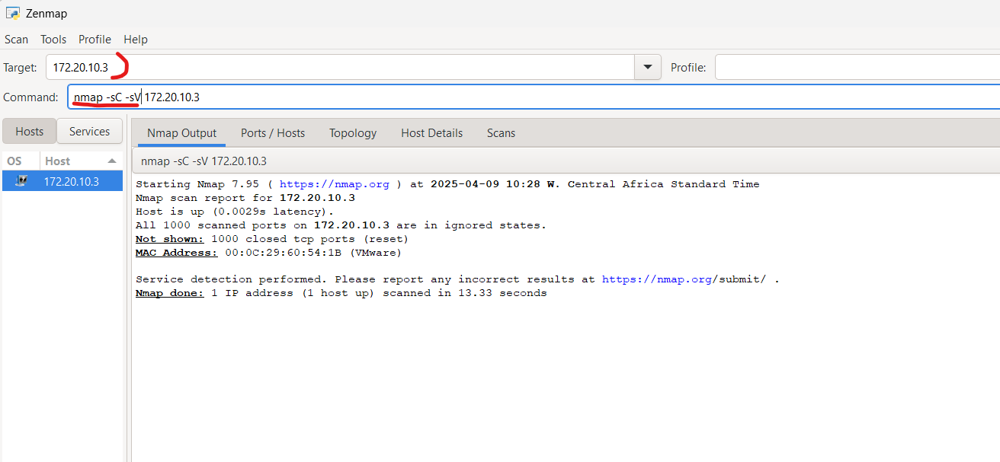 Zenmap
Scan Tools Profile Help
Target: 172.20.10.3 Profile:
Command: nmap -sC -sV 172.20.10.3
Hosts Services
Nmap Output Ports / Hosts Topology Host Details Scans
OS Host
nmap -sC -sV 172.20.10.3
172.20.10.3
Starting Nmap 7.95 ( https://nmap.org ) at 2025-04-09 10:28 W. Central Africa Standard Time
Nmap scan report for 172.20.10.3
Host is up (0.0029s latency).
All 1000 scanned ports on 172.20.10.3 are in ignored states.
Not shown: 1000 closed tcp ports (reset)
MAC Address: 00:0C:29:60:54:1B (VMware)
Service detection performed. Please report any incorrect results at https://nmap.org/submit/ .
Nmap done: 1 IP address (1 host up) scanned in 13.33 seconds